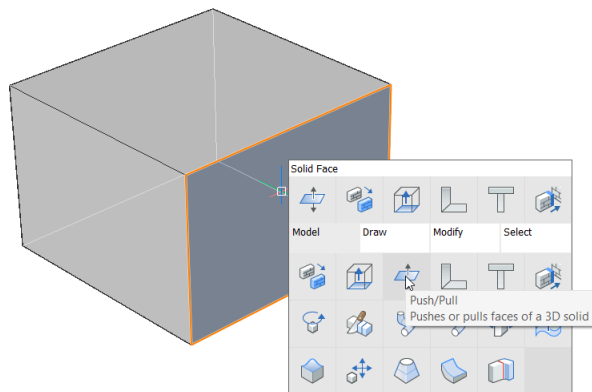 Solid Face
Model Draw Modify Select
Push/Pull
Pushes or pulls faces of a 3D solid